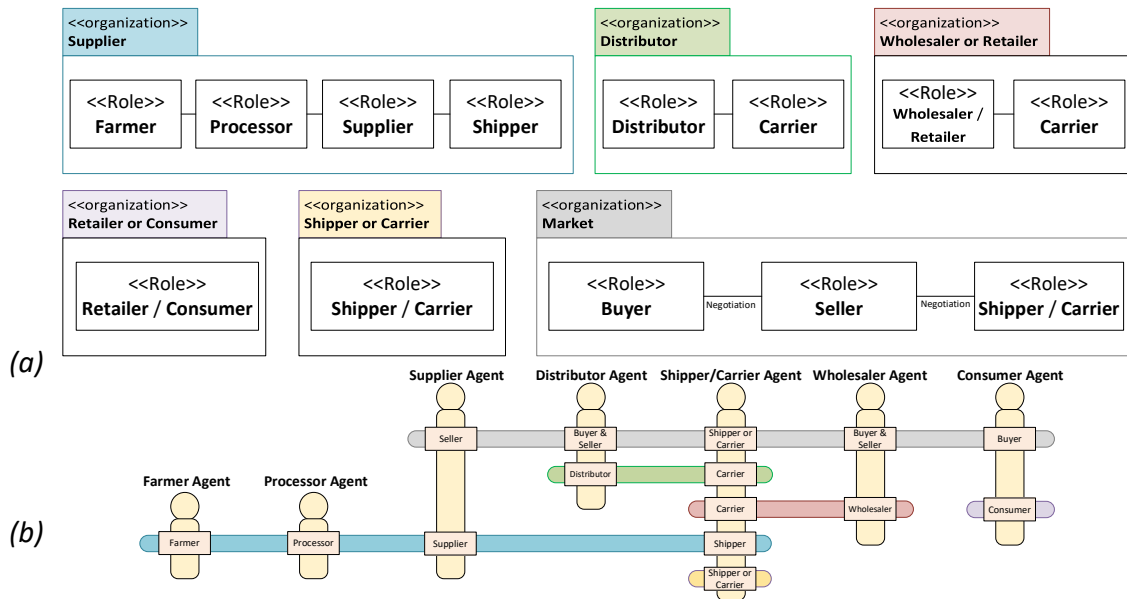 <<organization>>
Supplier
<<Role>>
Farmer
<<Role>>
Processor
<<Role>>
Supplier
<<Role>>
Shipper
<<organization>>
Distributor
<<Role>>
Distributor
<<Role>>
Carrier
<<organization>>
Wholesaler or Retailer
<<Role>>
Wholesaler /
Retailer
<<Role>>
Carrier
<<organization>>
Retailer or Consumer
<<Role>>
Retailer / Consumer
<<organization>>
Shipper or Carrier
<<Role>>
Shipper / Carrier
<<organization>>
Market
<<Role>>
Buyer
Negotiation
<<Role>>
Seller
Negotiation
<<Role>>
Shipper / Carrier
(a)
Supplier Agent
Distributor Agent
Shipper/Carrier Agent
Wholesaler Agent
Consumer Agent
Seller
Buyer &
Seller
Shipper or
Carrier
Buyer &
Seller
Buyer
Distributor
Carrier
Farmer Agent
Processor Agent
Carrier
Wholesaler
Consumer
(b)
Farmer
Processor
Supplier
Shipper
Shipper or
Carrier